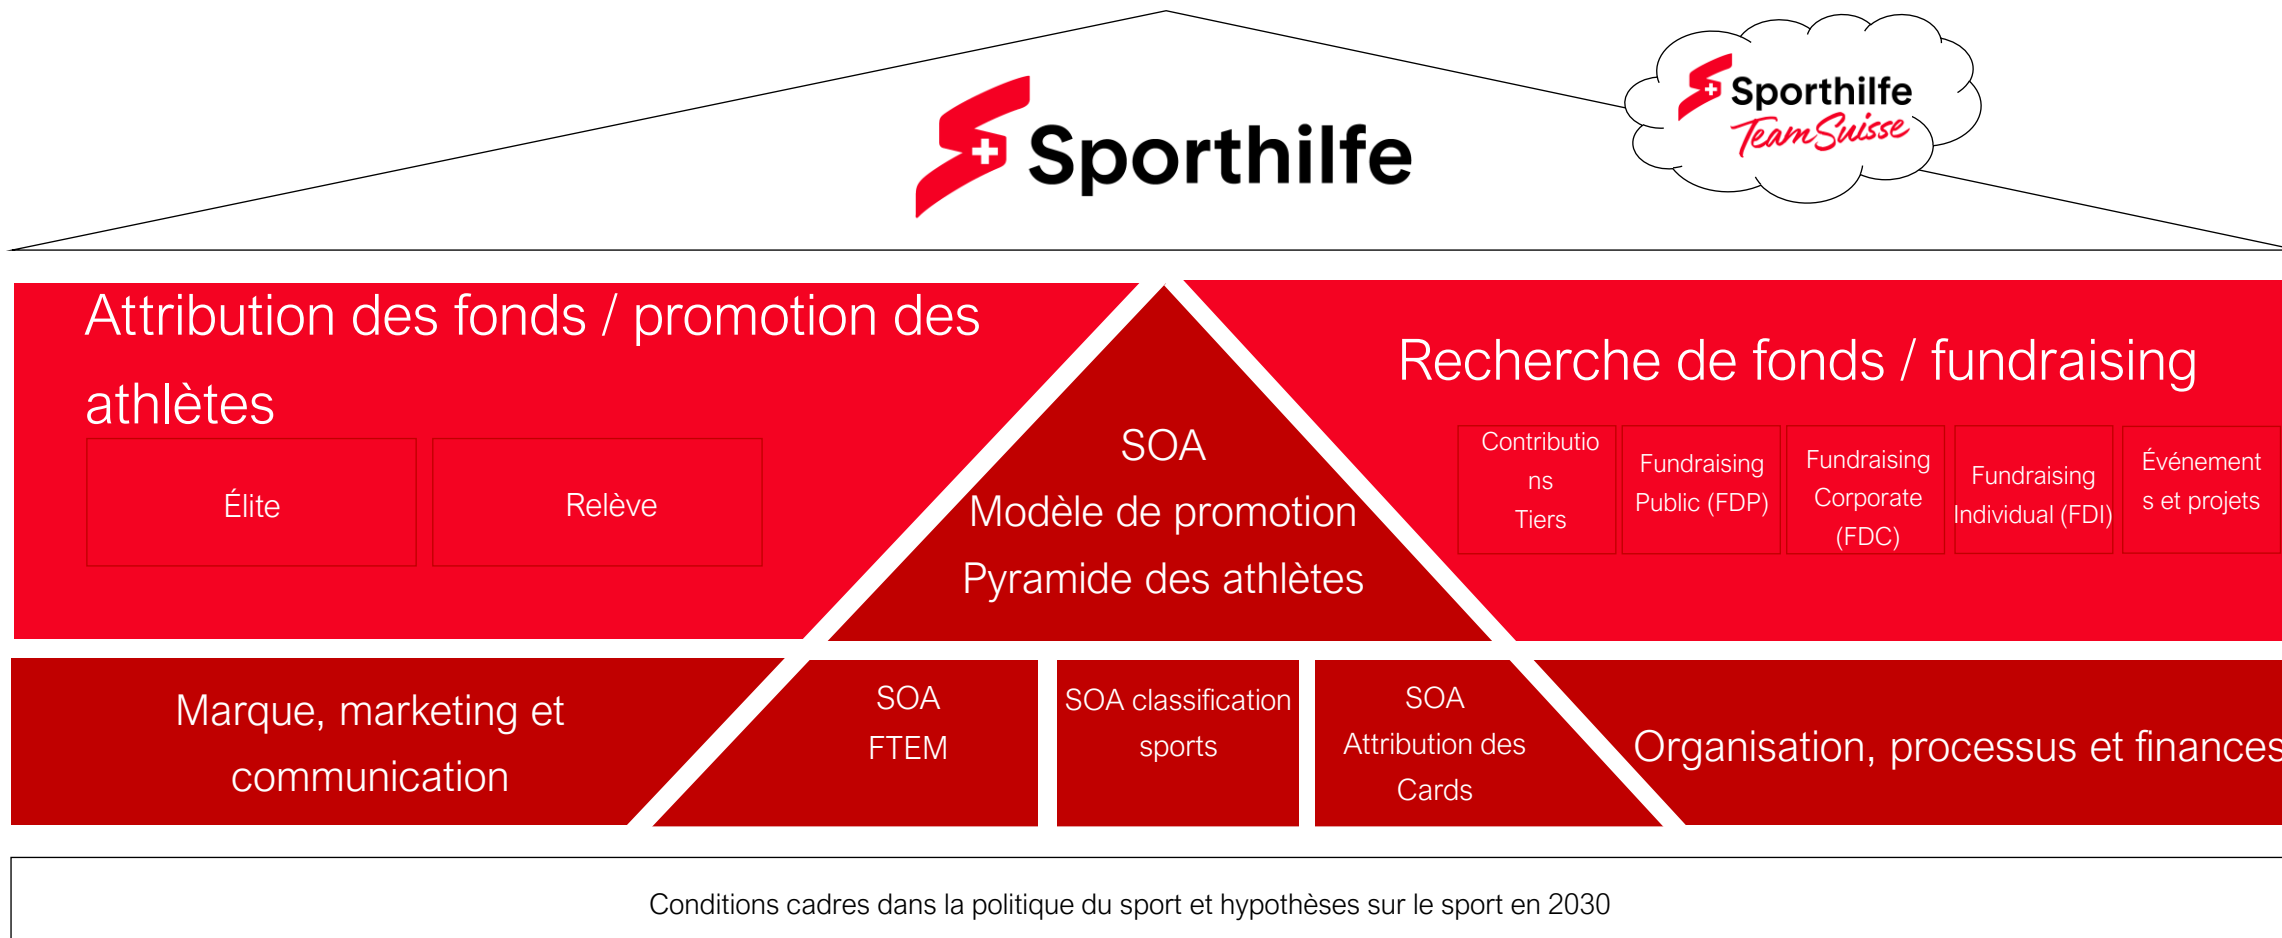 Sporthilfe
Sporthilfe
Team Suisse
Attribution des fonds / promotion des
athlètes
Élite
Relève
SOA
Modèle de promotion
Pyramide des athlètes
Recherche de fonds / fundraising
Contributio
ns
Tiers
Fundraising
Public (FDP)
Fundraising
Corporate
(FDC)
Fundraising
Individual (FDI)
Événement
s et projets
Marque, marketing et
communication
SOA
FTEM
SOA classification
sports
SOA
Attribution des
Cards
Organisation, processus et finances
Conditions cadres dans la politique du sport et hypothèses sur le sport en 2030